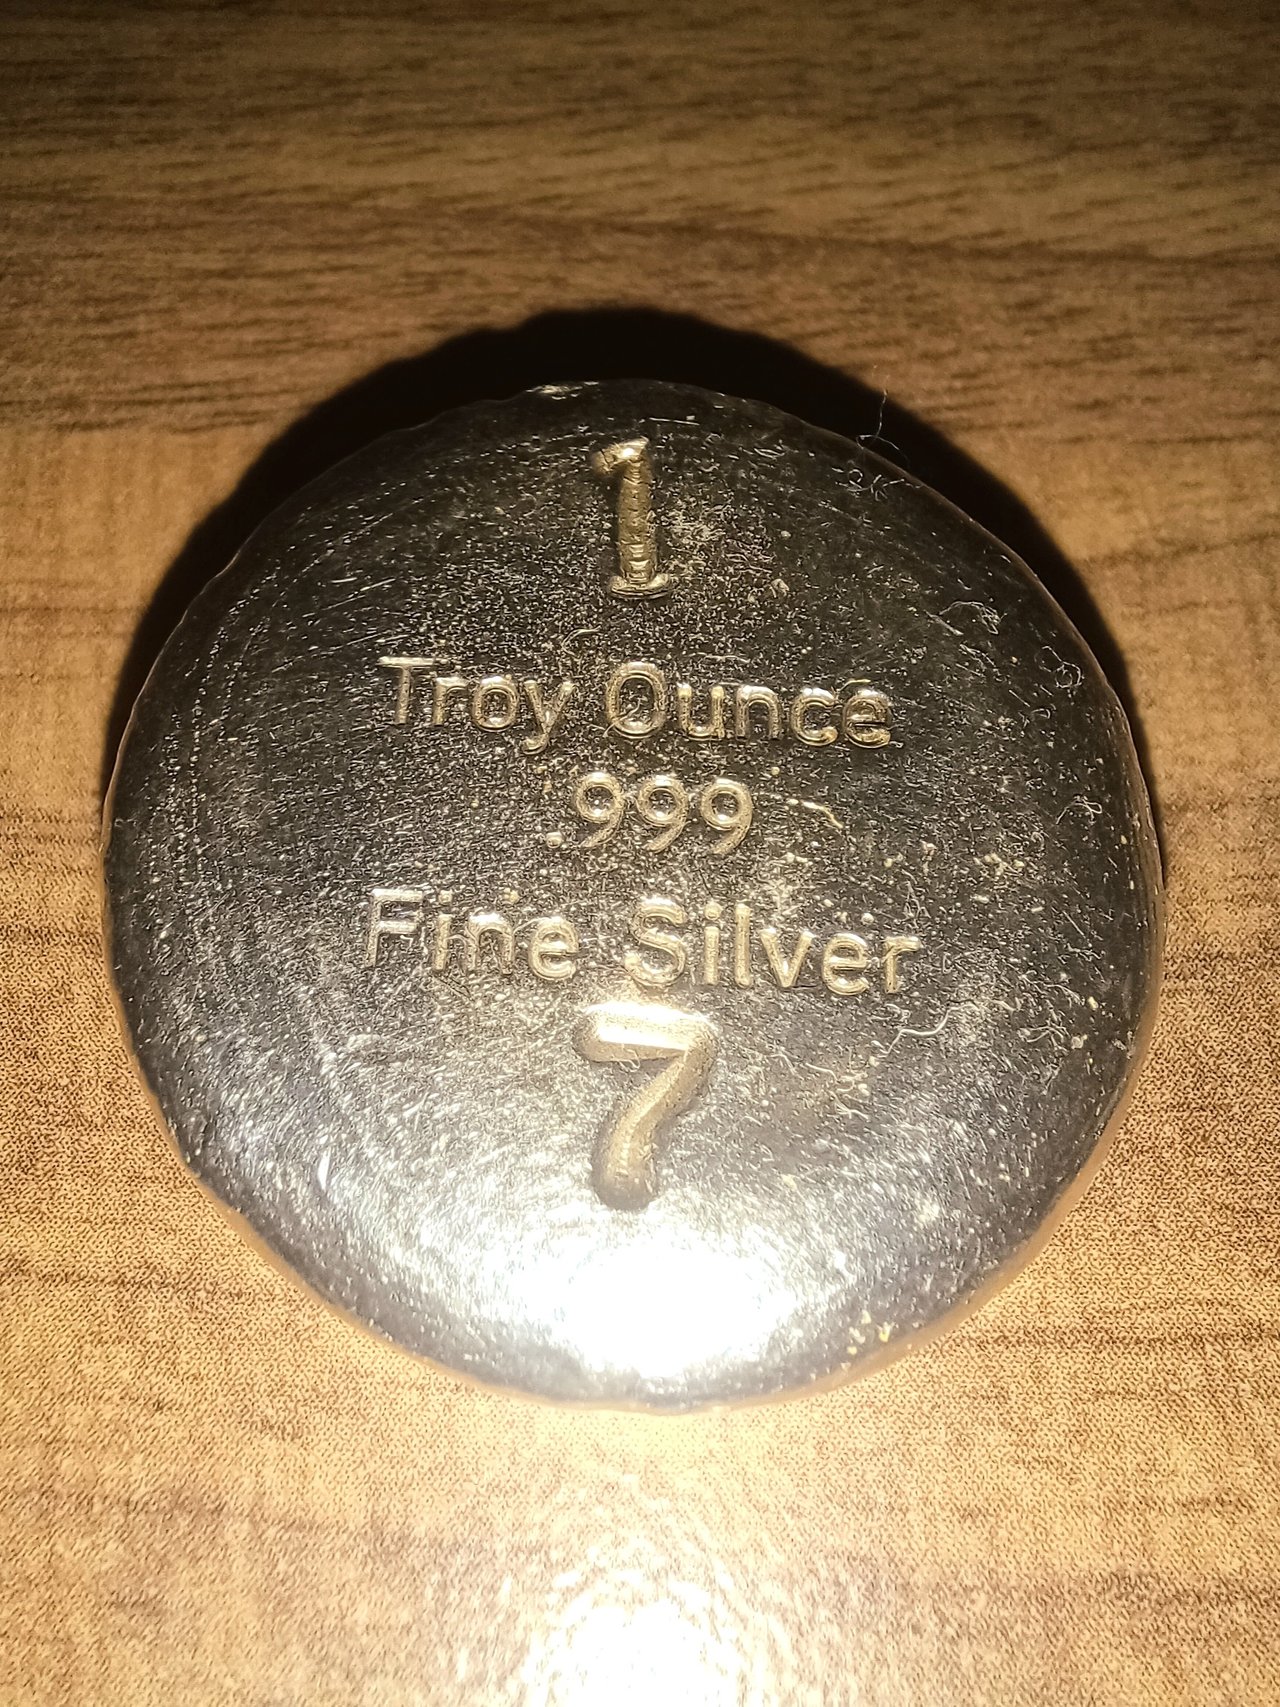 1
Troy Ounce
.999
Fine Silver
7